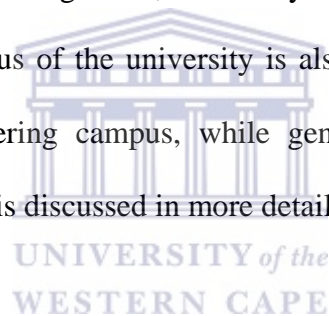 us of the university is als
ering campus, while gen
is discussed in more detail
UNIVERSITY of the
WESTERN CAPE